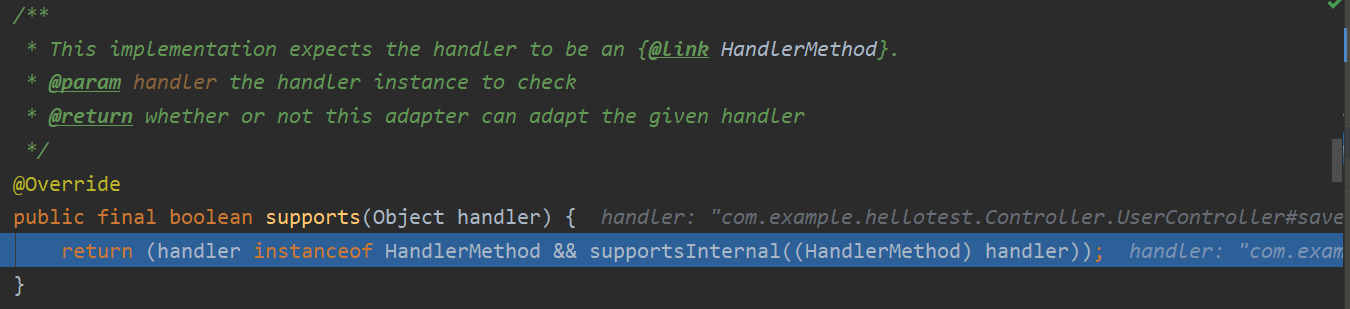 /**
 * This implementation expects the handler to be an {@link HandlerMethod}.
 * @param handler the handler instance to check
 * @return whether or not this adapter can adapt the given handler
 */
@Override
public final boolean supports(Object handler) {  handler: "com.example.hellotest.Controller.UserController#save
    return (handler instanceof HandlerMethod && supportsInternal((HandlerMethod) handler));  handler: "com.exam
}